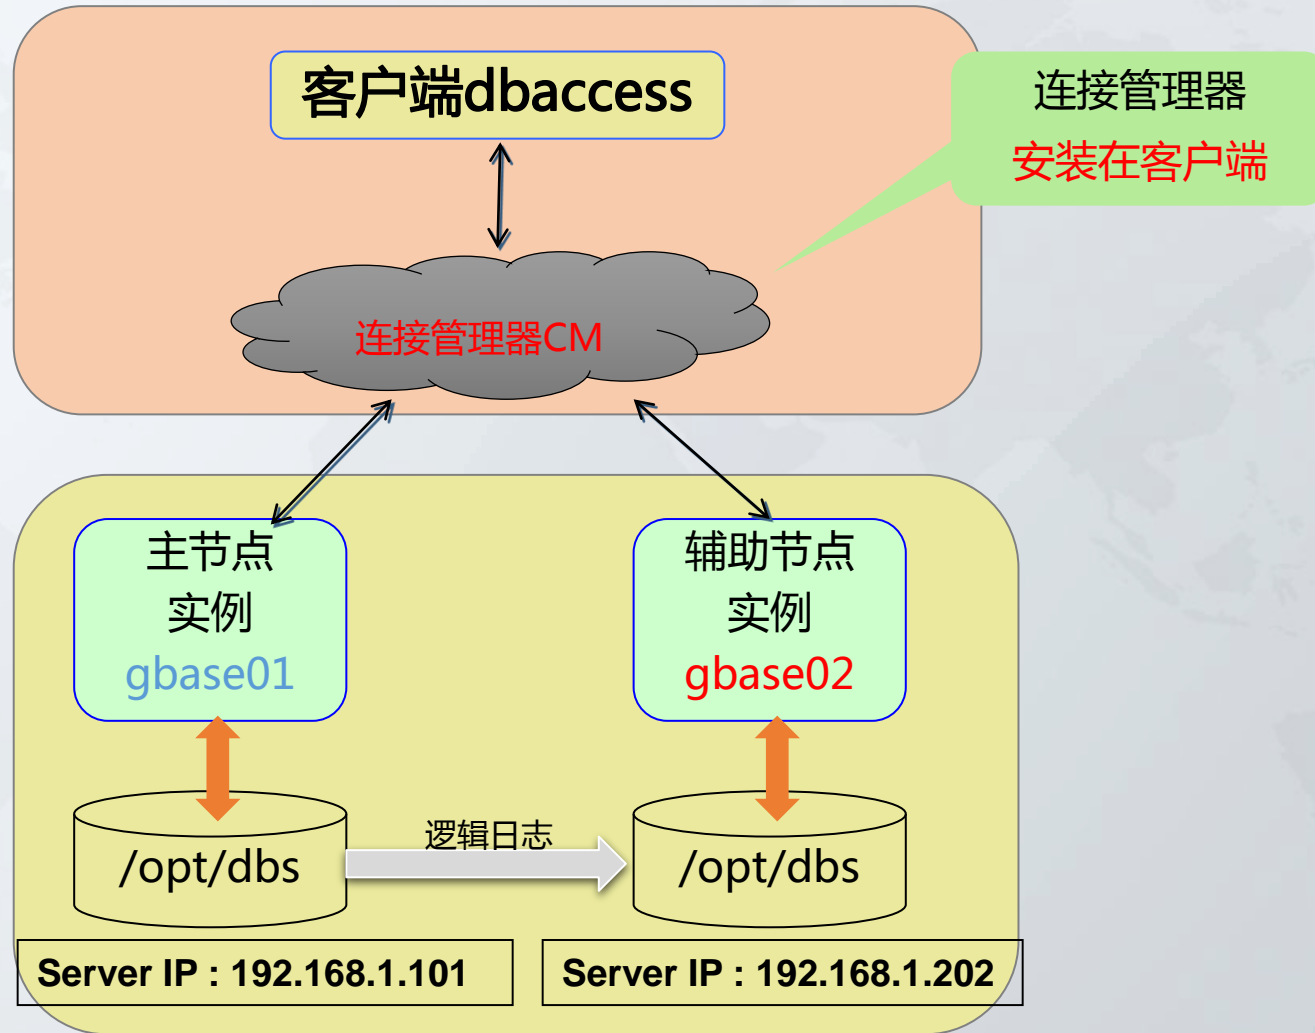 客户端dbaccess
连接管理器
安装在客户端
连接管理器CM
主节点
实例
gbase01
辅助节点
实例
gbase02
逻辑日志
/opt/dbs
/opt/dbs
Server IP : 192.168.1.101
Server IP : 192.168.1.202